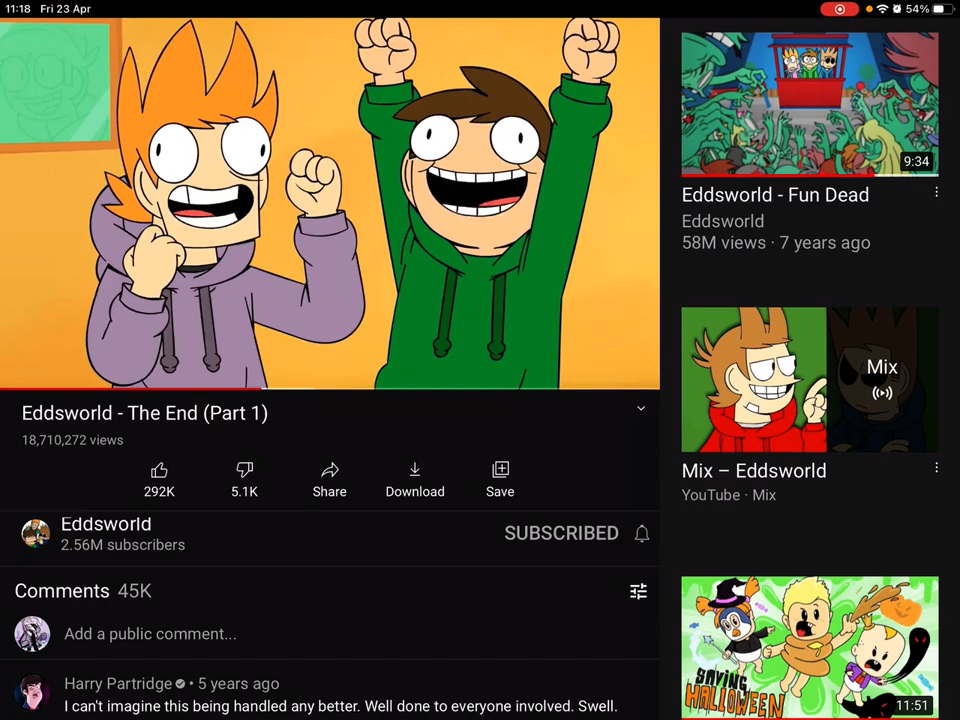 11:18 Fri 23 Apr
54%
Eddsworld - The End (Part 1)
18,710,272 views
292K
5.1K
Share
Download
Save
Eddsworld
2.56M subscribers
SUBSCRIBED
Comments 45K
Add a public comment...
Harry Partridge • 5 years ago
I can't imagine this being handled any better. Well done to everyone involved. Swell.
9:34
Eddsworld - Fun Dead
Eddsworld
58M views · 7 years ago
Mix
Mix – Eddsworld
YouTube · Mix
SAVING
HALLOWEEN
11:51